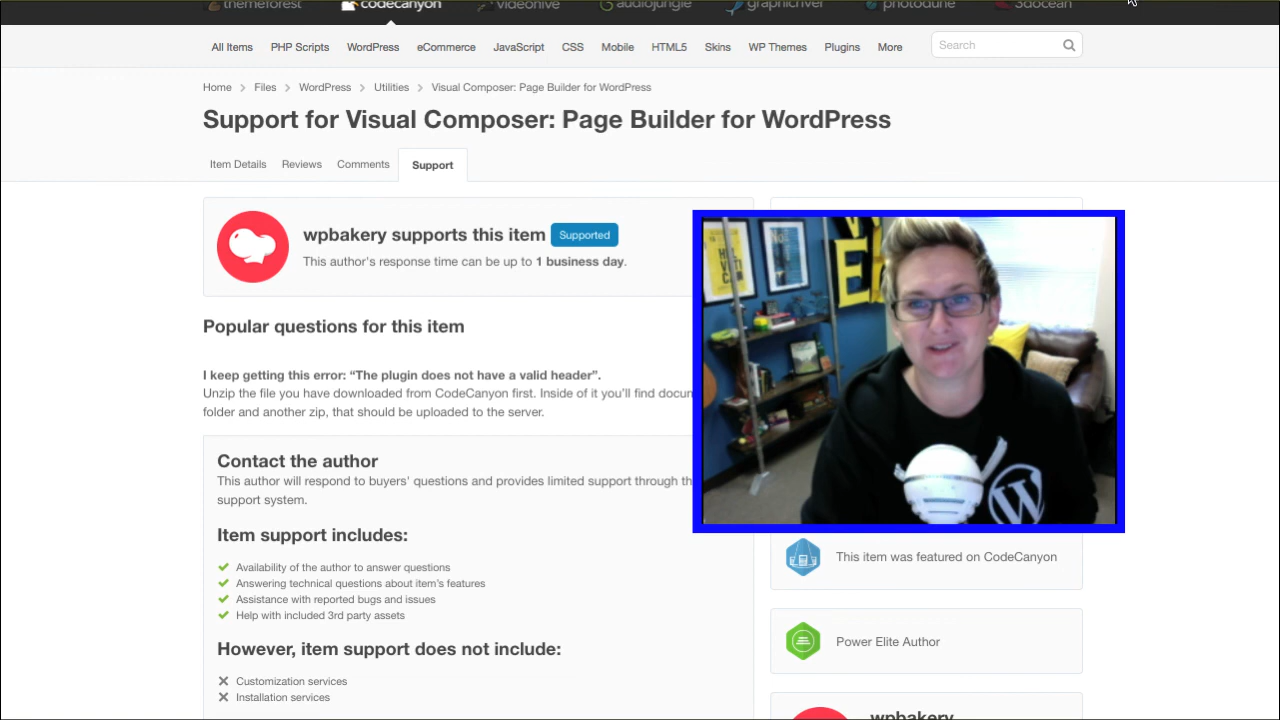 themeforest codecanyon videohive audiojungle graphicriver photodune 3docean
All Items PHP Scripts WordPress eCommerce JavaScript CSS Mobile HTML5 Skins WP Themes Plugins More Search
Home Files WordPress Utilities Visual Composer: Page Builder for WordPress
Support for Visual Composer: Page Builder for WordPress
Item Details Reviews Comments Support
wpbakery supports this item Supported
This author's response time can be up to 1 business day.
Popular questions for this item
I keep getting this error: “The plugin does not have a valid header”.
Unzip the file you have downloaded from CodeCanyon first. Inside of it you’ll find
folder and another zip, that should be uploaded to the server.
Contact the author
This author will respond to buyers' questions and provides limited support through
support system.
Item support includes:
Availability of the author to answer questions
Answering technical questions about item’s features
Assistance with reported bugs and issues
Help with included 3rd party assets
However, item support does not include:
Customization services
Installation services
E
W
This item was featured on CodeCanyon
Power Elite Author
wpbakery